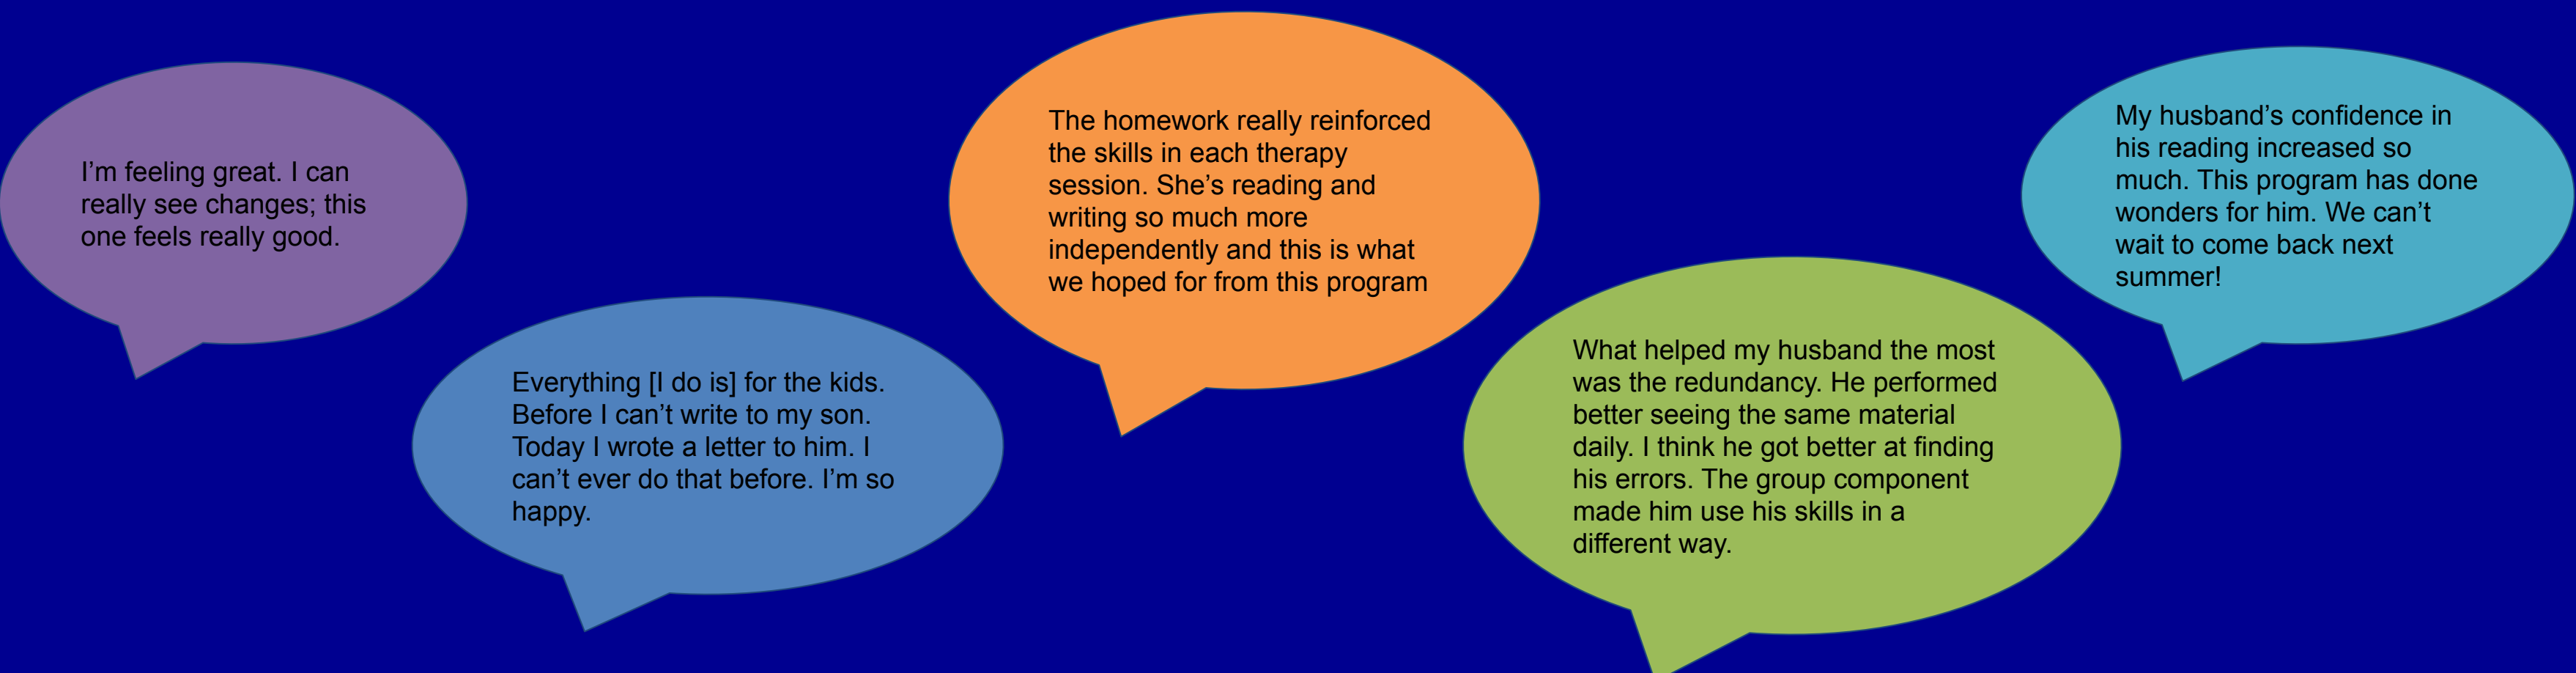 I’m feeling great. I can
really see changes; this
one feels really good.
Everything [I do is] for the kids.
Before I can’t write to my son.
Today I wrote a letter to him. I
can’t ever do that before. I’m so
happy.
The homework really reinforced
the skills in each therapy
session. She’s reading and
writing so much more
independently and this is what
we hoped for from this program
What helped my husband the most
was the redundancy. He performed
better seeing the same material
daily. I think he got better at finding
his errors. The group component
made him use his skills in a
different way.
My husband’s confidence in
his reading increased so
much. This program has done
wonders for him. We can’t
wait to come back next
summer!